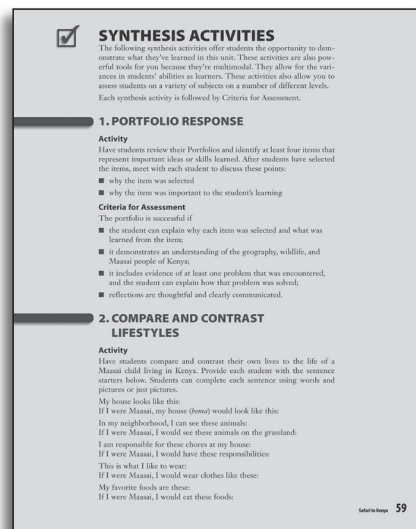 SYNTHESIS ACTIVITIES
The following synthesis activities offer students the opportunity to dem-
onstrate what they've learned in this unit. These activities are also pow-
erful tools for you because they're multimodal. They allow for the vari-
ances in students' abilities as learners. These activities also allow you to
assess students on a variety of subjects on a number of different levels.
Each synthesis activity is followed by Criteria for Assessment.
1. PORTFOLIO RESPONSE
Activity
Have students review their Portfolios and identify at least four items that
represent important ideas or skills learned. After students have selected
the items, meet with each student to discuss these points:
■ why the item was selected
■ why the item was important to the student's learning
Criteria for Assessment
The portfolio is successful if
■ the student can explain why each item was selected and what was
learned from the item;
■ it demonstrates an understanding of the geography, wildlife, and
Maasai people of Kenya;
■ it includes evidence of at least one problem that was encountered,
and the student can explain how that problem was solved;
■ reflections are thoughtful and clearly communicated.
2. COMPARE AND CONTRAST
LIFESTYLES
Activity
Have students compare and contrast their own lives to the life of a
Maasai child living in Kenya. Provide each student with the sentence
starters below. Students can complete each sentence using words and
pictures or just pictures.
My house looks like this:
If I were Maasai, my house (boma) would look like this:
In my neighborhood, I can see these animals:
If I were Maasai, I would see these animals on the grassland:
I am responsible for these chores at my house:
If I were Maasai, I would have these responsibilities:
This is what I like to wear:
If I were Maasai, I would wear clothes like these:
My favorite foods are these:
If I were Maasai, I would eat these foods:
Safari to Kenya 59